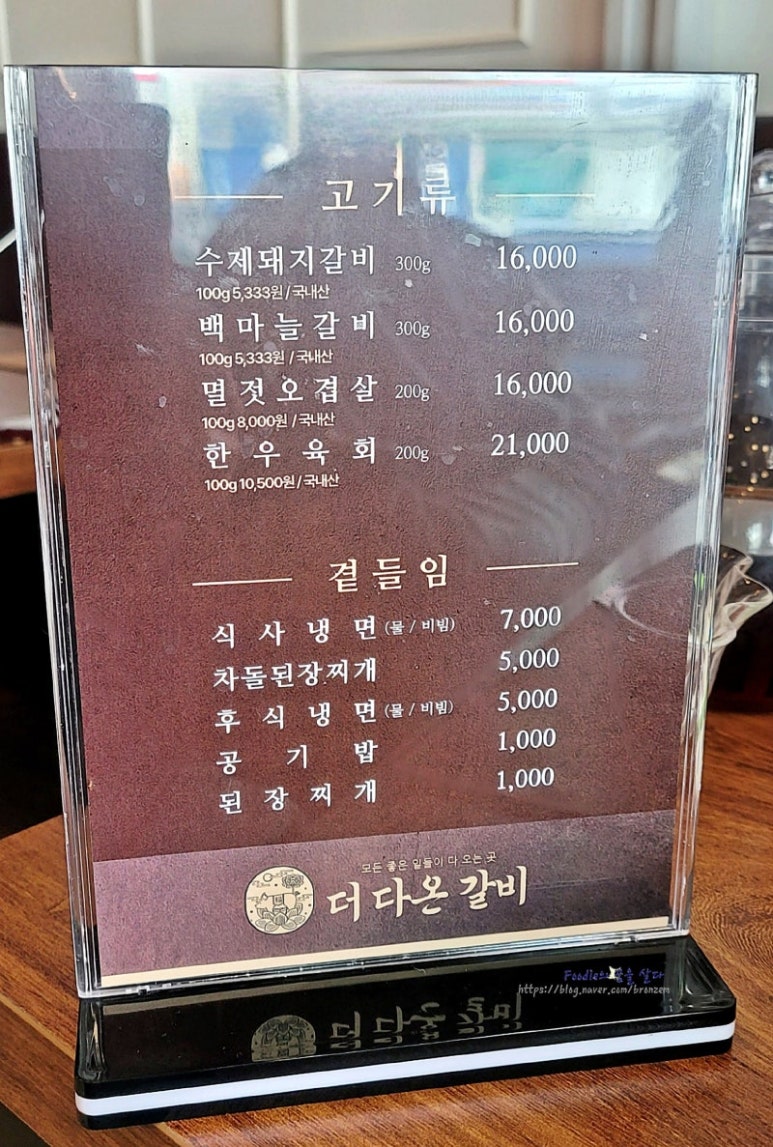 고기류
수제돼지갈비 300g 16,000
100g 5,333원 / 국내산
백마늘갈비 300g 16,000
100g 5,333원 / 국내산
멸젓오겹살 200g 16,000
100g 8,000원 / 국내산
한우육회 200g 21,000
100g 10,500원 / 국내산
곁들임
식사냉면 (물 / 비빔) 7,000
차돌된장찌개 5,000
후식냉면 (물 / 비빔) 5,000
공기밥 1,000
된장찌개 1,000
모든 좋은 일들이 다 오는 곳
더 다온 갈비
살다
https://blog.naver.com/bronzem